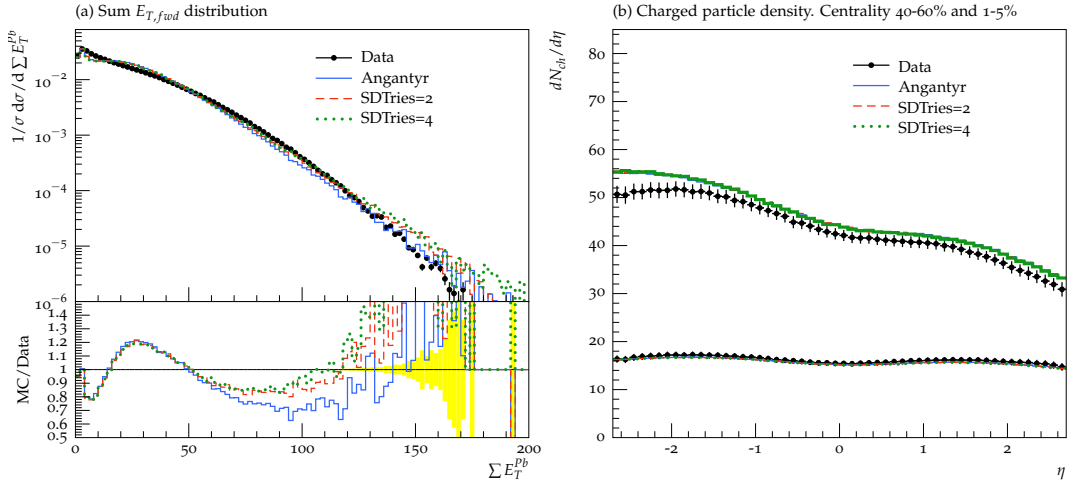 (a) Sum E_{T,fwd} distribution
1/σ dσ/d ∑ E_T^{Pb}
10^{−2}
10^{−3}
10^{−4}
10^{−5}
10^{−6}
Data
Angantyr
SDTries=2
SDTries=4
MC/Data
1.4
1.3
1.2
1.1
1
0.9
0.8
0.7
0.6
0.5
0 50 100 150 200
∑ E_T^{Pb}
(b) Charged particle density. Centrality 40-60% and 1-5%
dN_{ch}/dη
80
70
60
50
40
30
20
10
0
Data
Angantyr
SDTries=2
SDTries=4
-2 -1 0 1 2
η